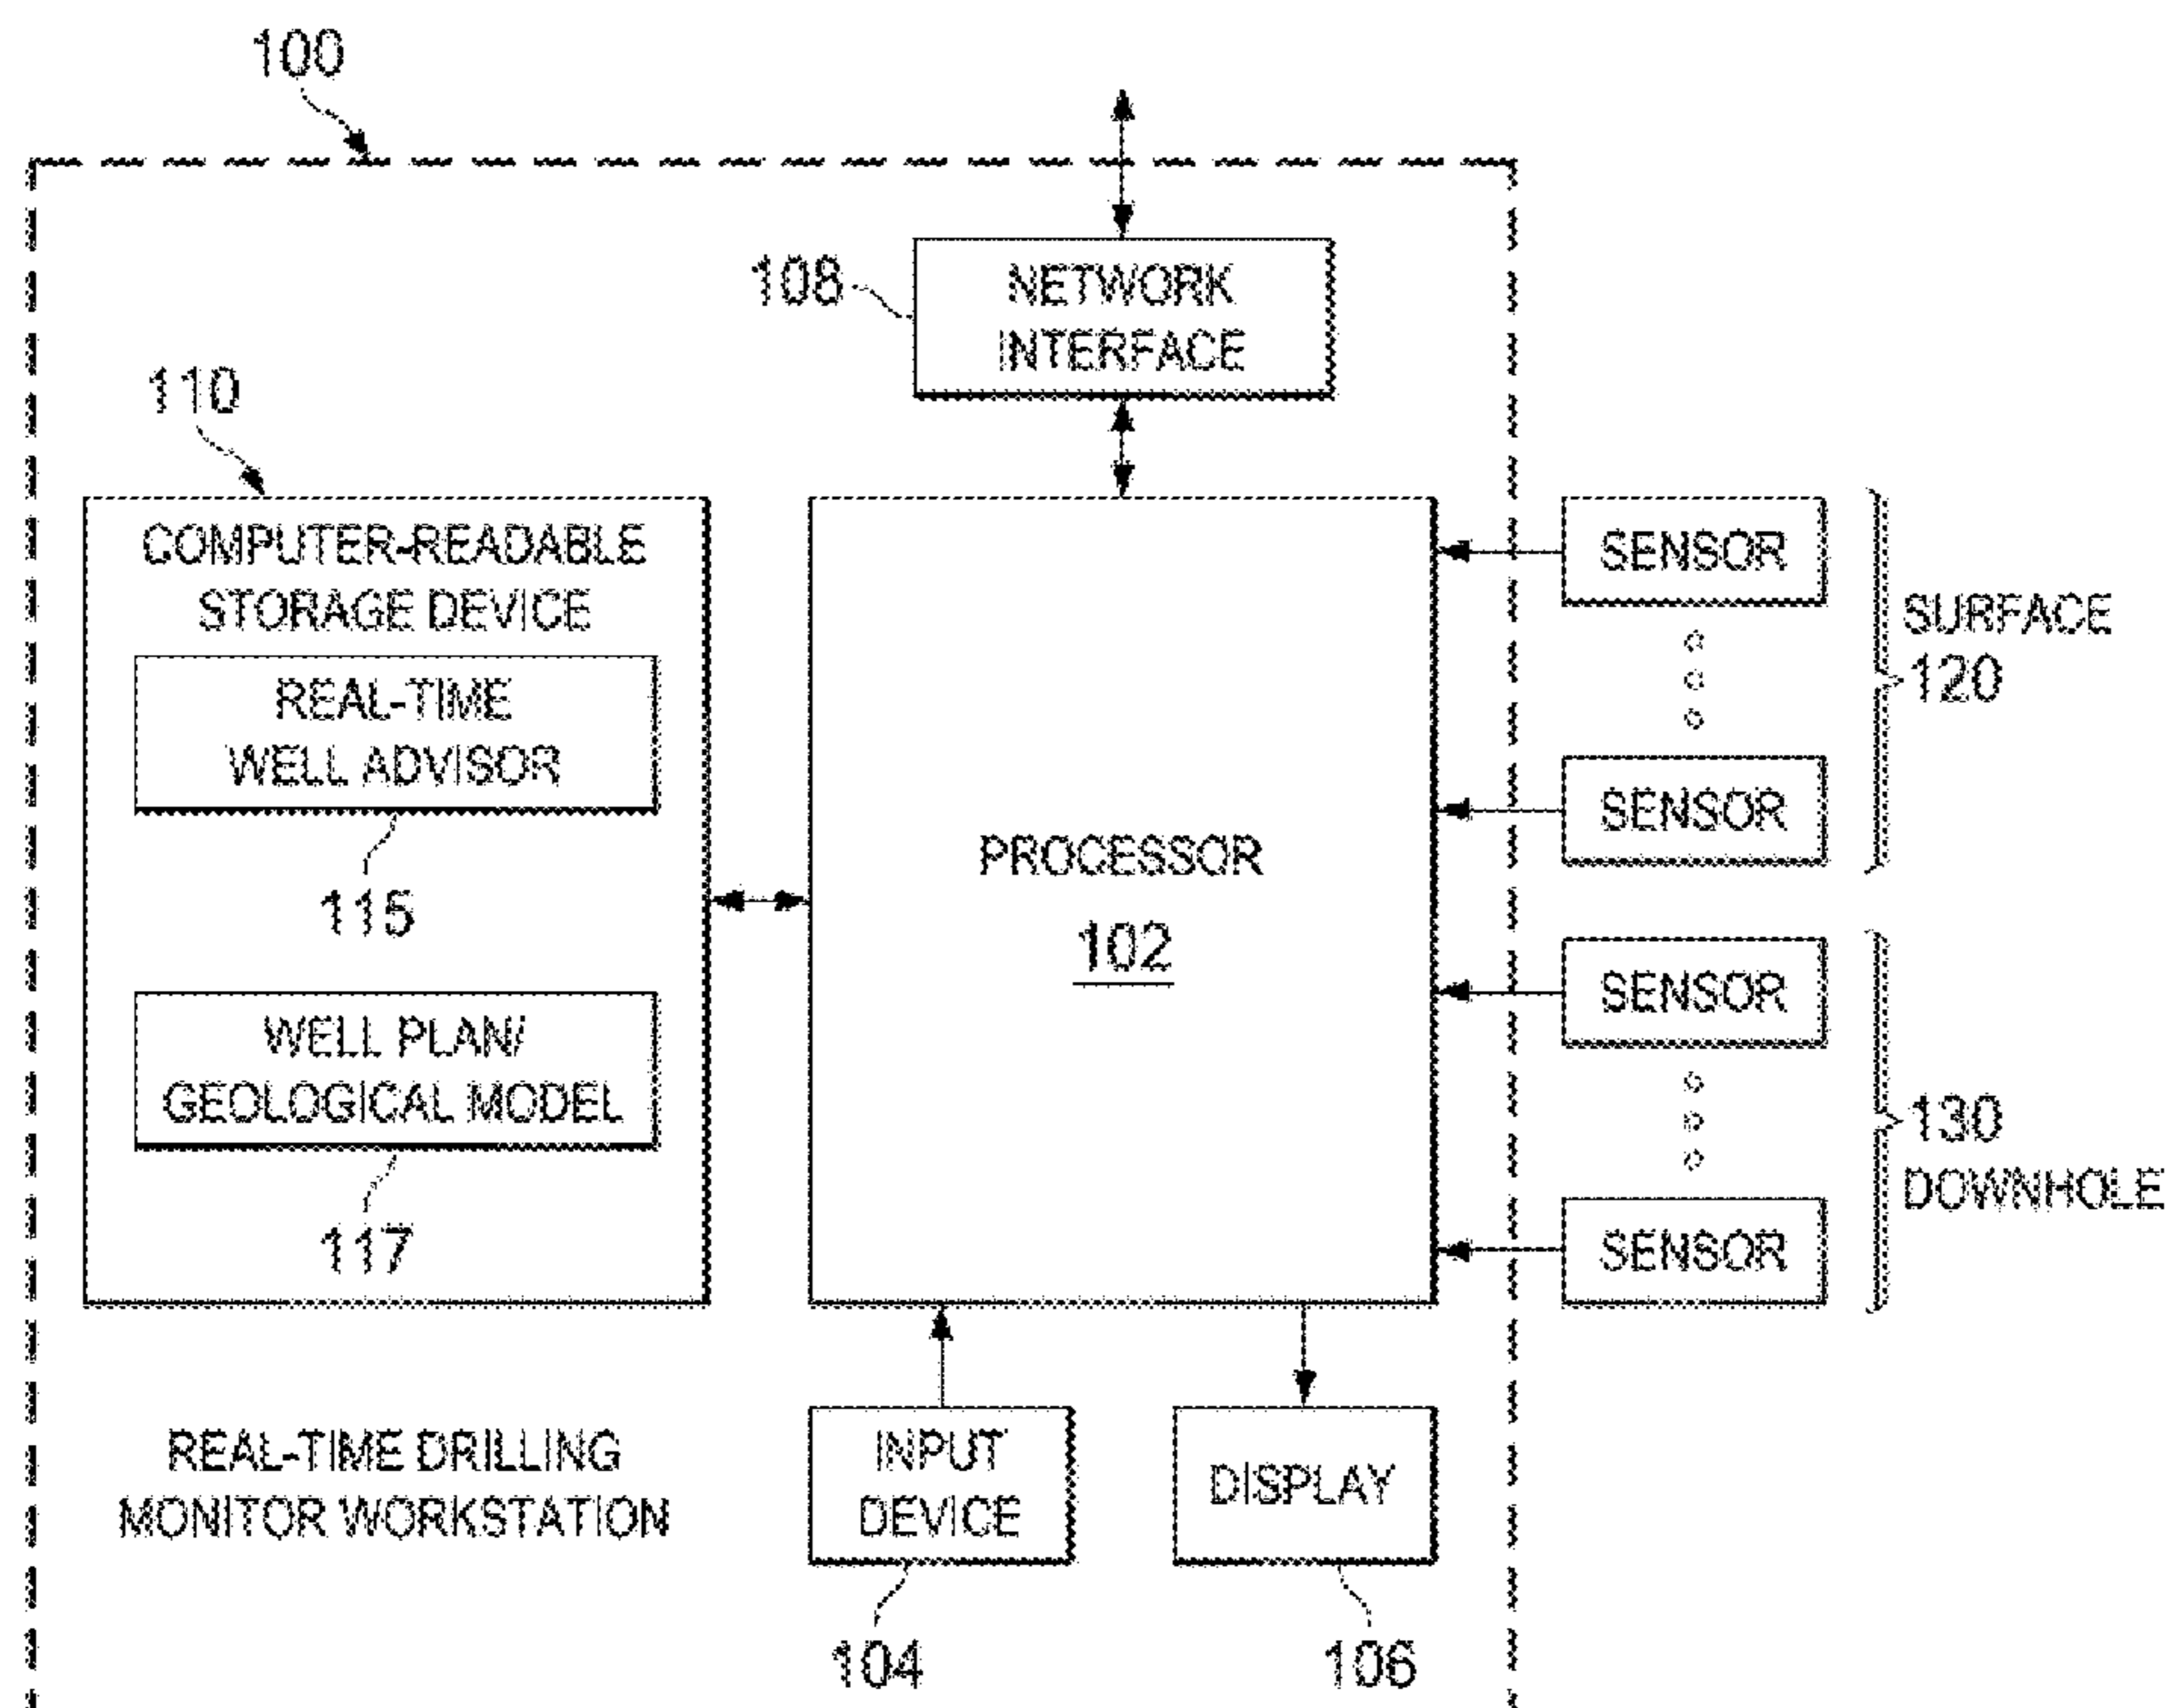 100
108
NETWORK
INTERFACE
110
COMPUTER-READABLE
STORAGE DEVICE
REAL-TIME
WELL ADVISOR
115
WELL PLAN/
GEOLOGICAL MODEL
117
PROCESSOR
102
SENSOR
SENSOR
SURFACE
120
SENSOR
SENSOR
130
DOWNHOLE
REAL-TIME DRILLING
MONITOR WORKSTATION
INPUT
DEVICE
104
DISPLAY
106